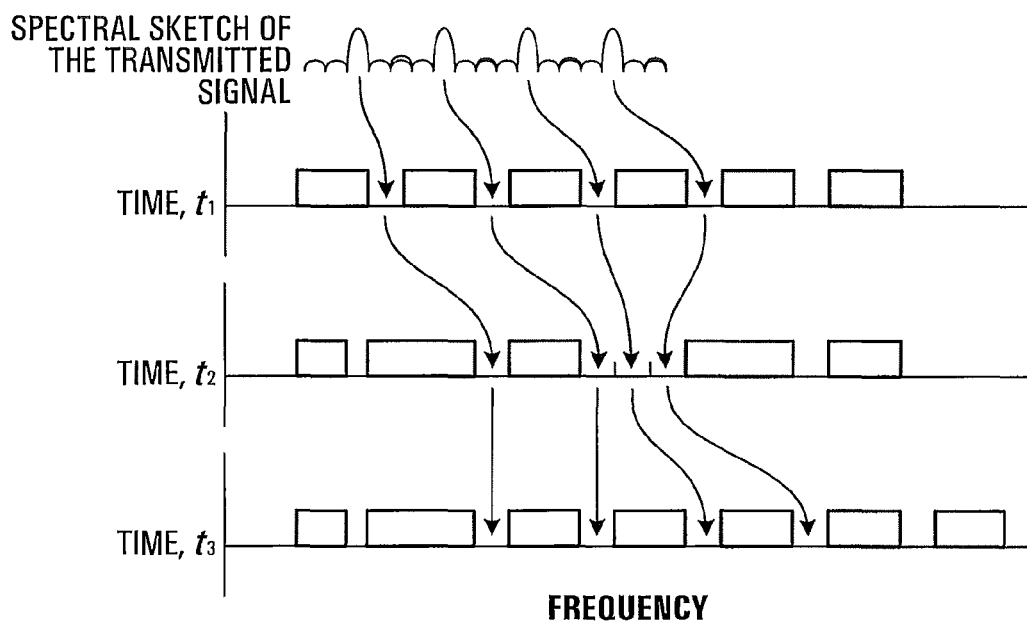 SPECTRAL SKETCH OF
THE TRANSMITTED
SIGNAL
TIME, t1
TIME, t2
TIME, t3
FREQUENCY